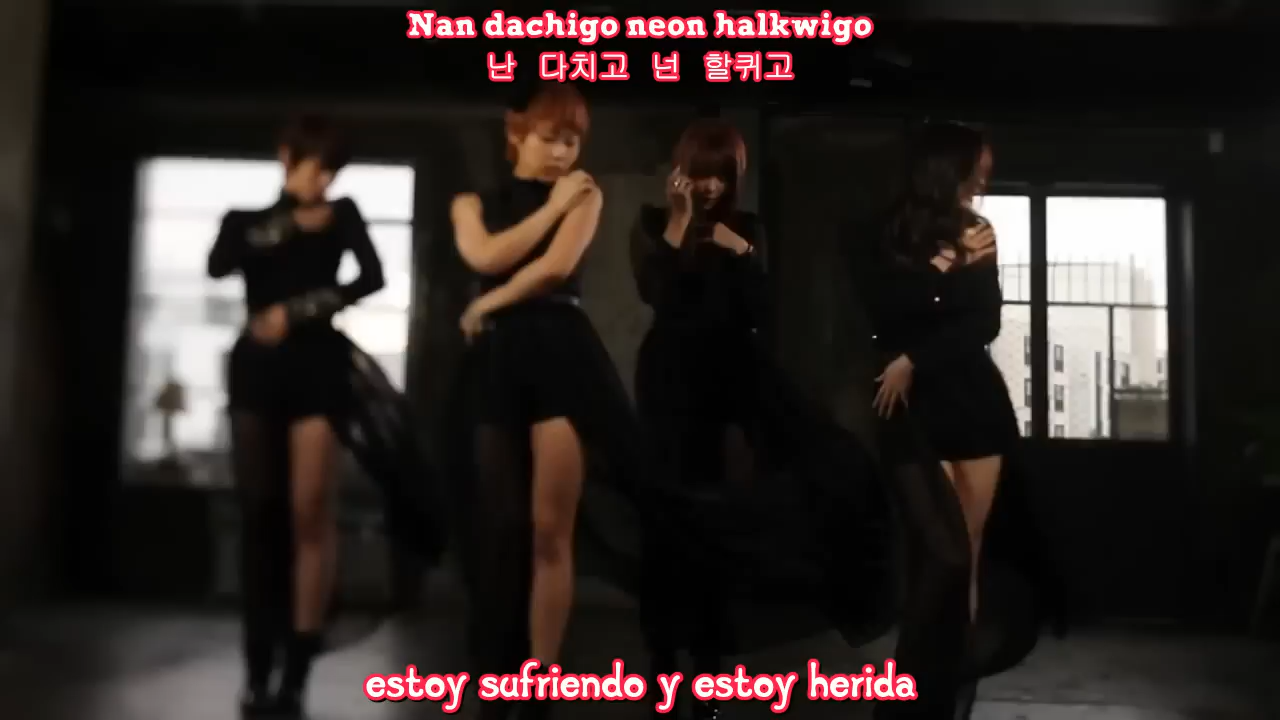 Nan dachigo neon halkwigo
난 다치고 넌 할퀴고
estoy sufriendo y estoy herida